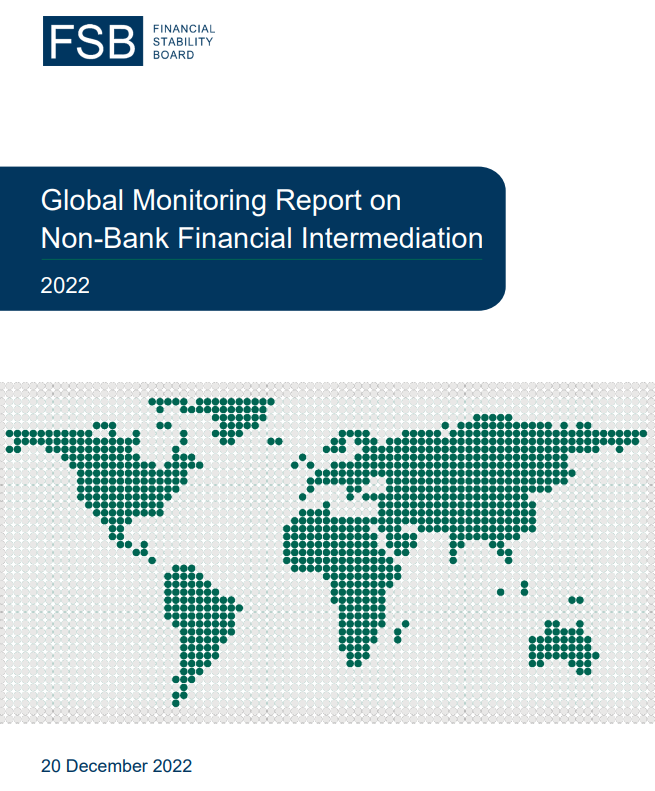 FSB
FINANCIAL
STABILITY
BOARD
Global Monitoring Report on
Non-Bank Financial Intermediation
2022
20 December 2022